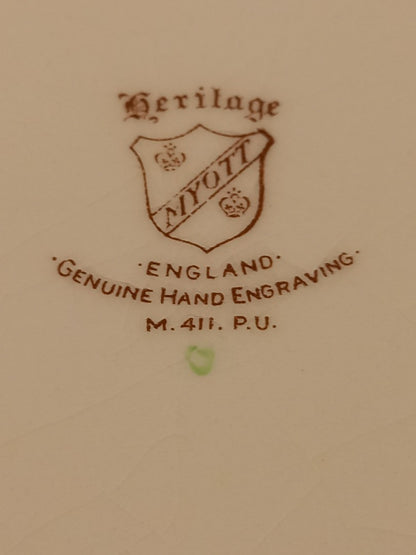 Heritage
MYOTT
·ENGLAND·
·GENUINE HAND ENGRAVING·
M.411. P.U.